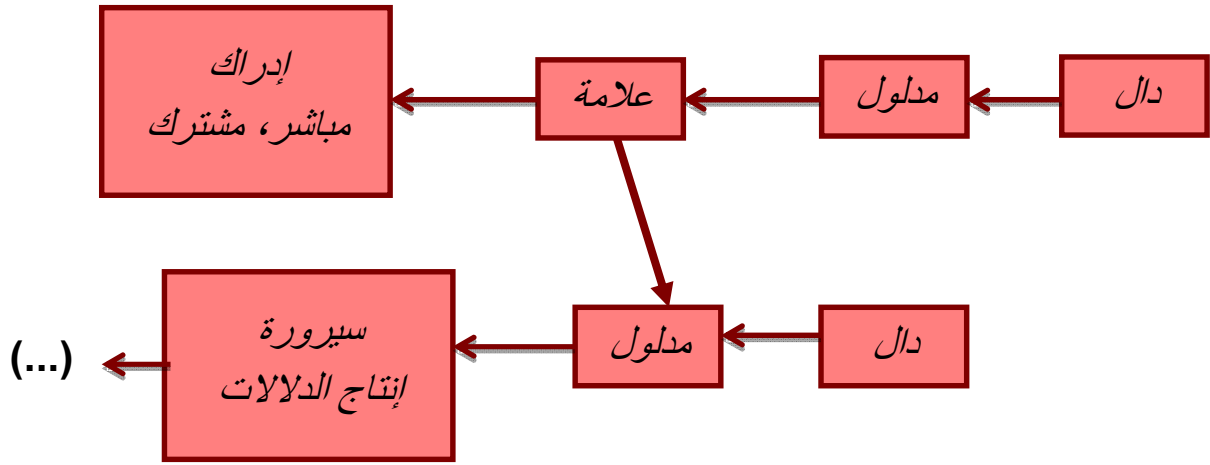 دال
مدلول
علامة
إدراك
مباشر، مشترك
دال
مدلول
سيرورة
إنتاج الدلالات
(...)